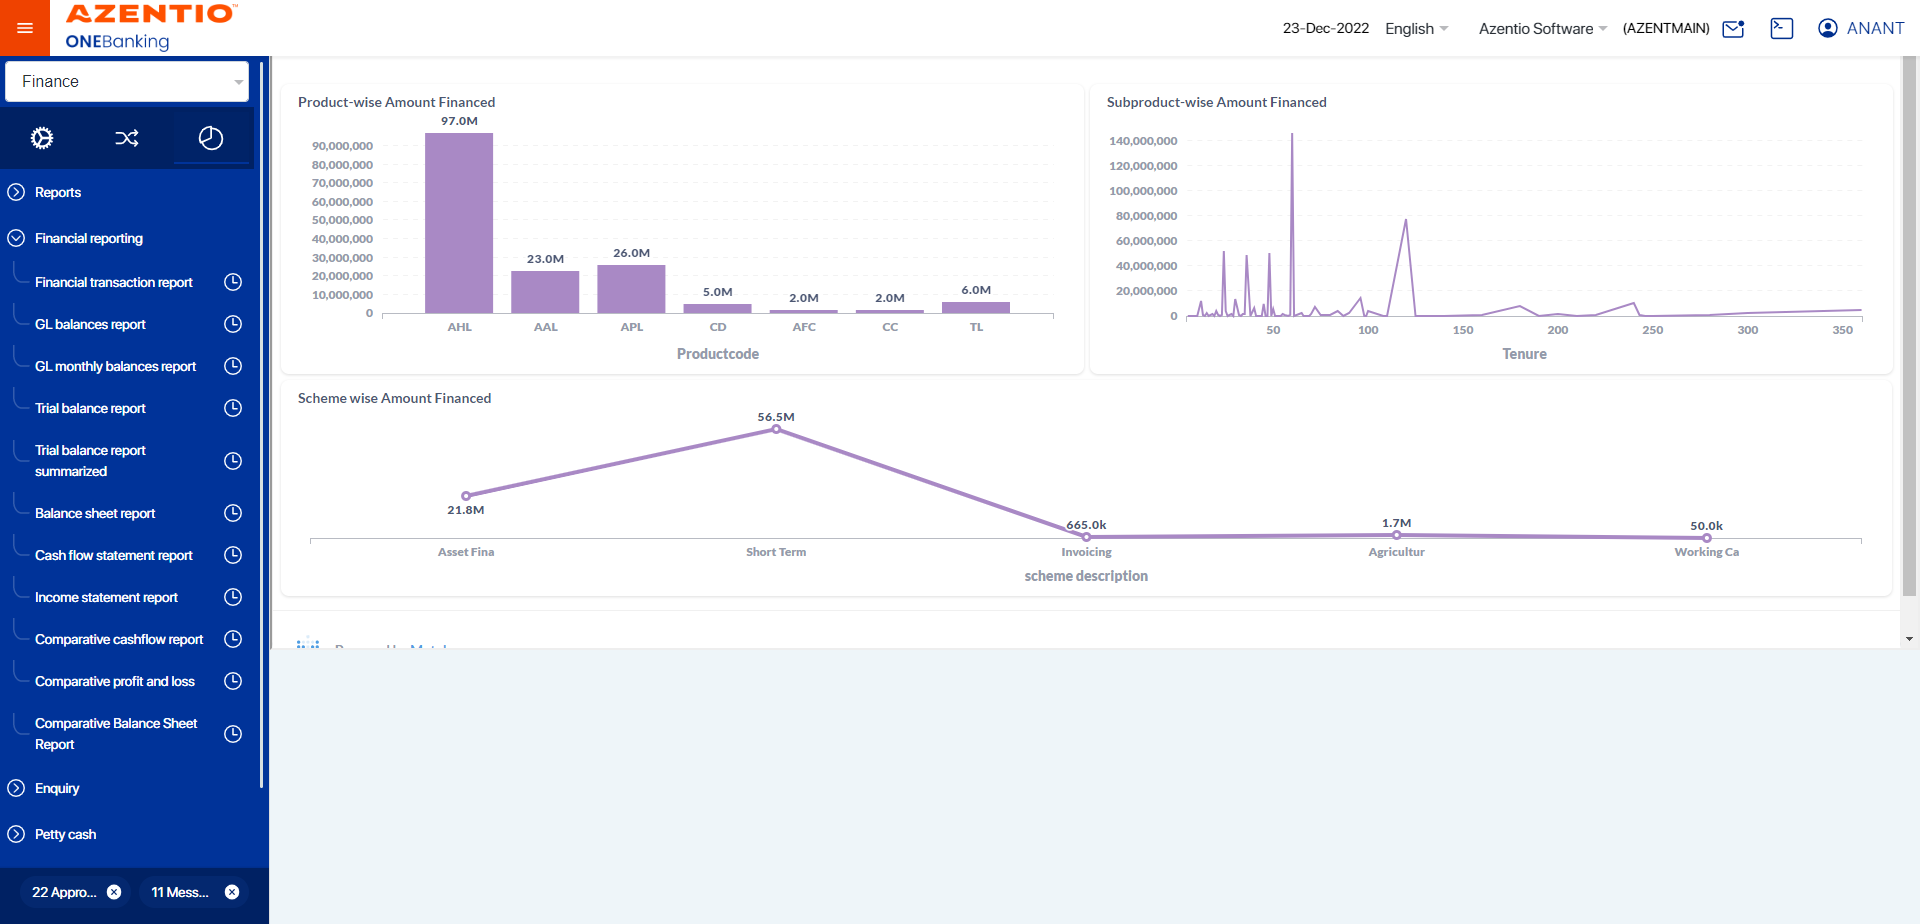 AZENTIO
ONEBanking
23-Dec-2022
English
Azentio Software
(AZENTMAIN)
ANANT
Finance
Reports
Financial reporting
Financial transaction report
GL balances report
GL monthly balances report
Trial balance report
Trial balance report
summarized
Balance sheet report
Cash flow statement report
Income statement report
Comparative cashflow report
Comparative profit and loss
Comparative Balance Sheet
Report
Enquiry
Petty cash
22 Appro...
11 Mess...
Product-wise Amount Financed
97.0M
90,000,000
80,000,000
70,000,000
60,000,000
50,000,000
40,000,000
30,000,000
20,000,000
10,000,000
0
23.0M
26.0M
5.0M
2.0M
2.0M
6.0M
AHL
AAL
APL
CD
AFC
CC
TL
Productcode
Subproduct-wise Amount Financed
140,000,000
120,000,000
100,000,000
80,000,000
60,000,000
40,000,000
20,000,000
0
50
100
150
200
250
300
350
Tenure
Scheme wise Amount Financed
56.5M
21.8M
665.0k
1.7M
50.0k
Asset Fina
Short Term
Invoicing
Agricultur
Working Ca
scheme description